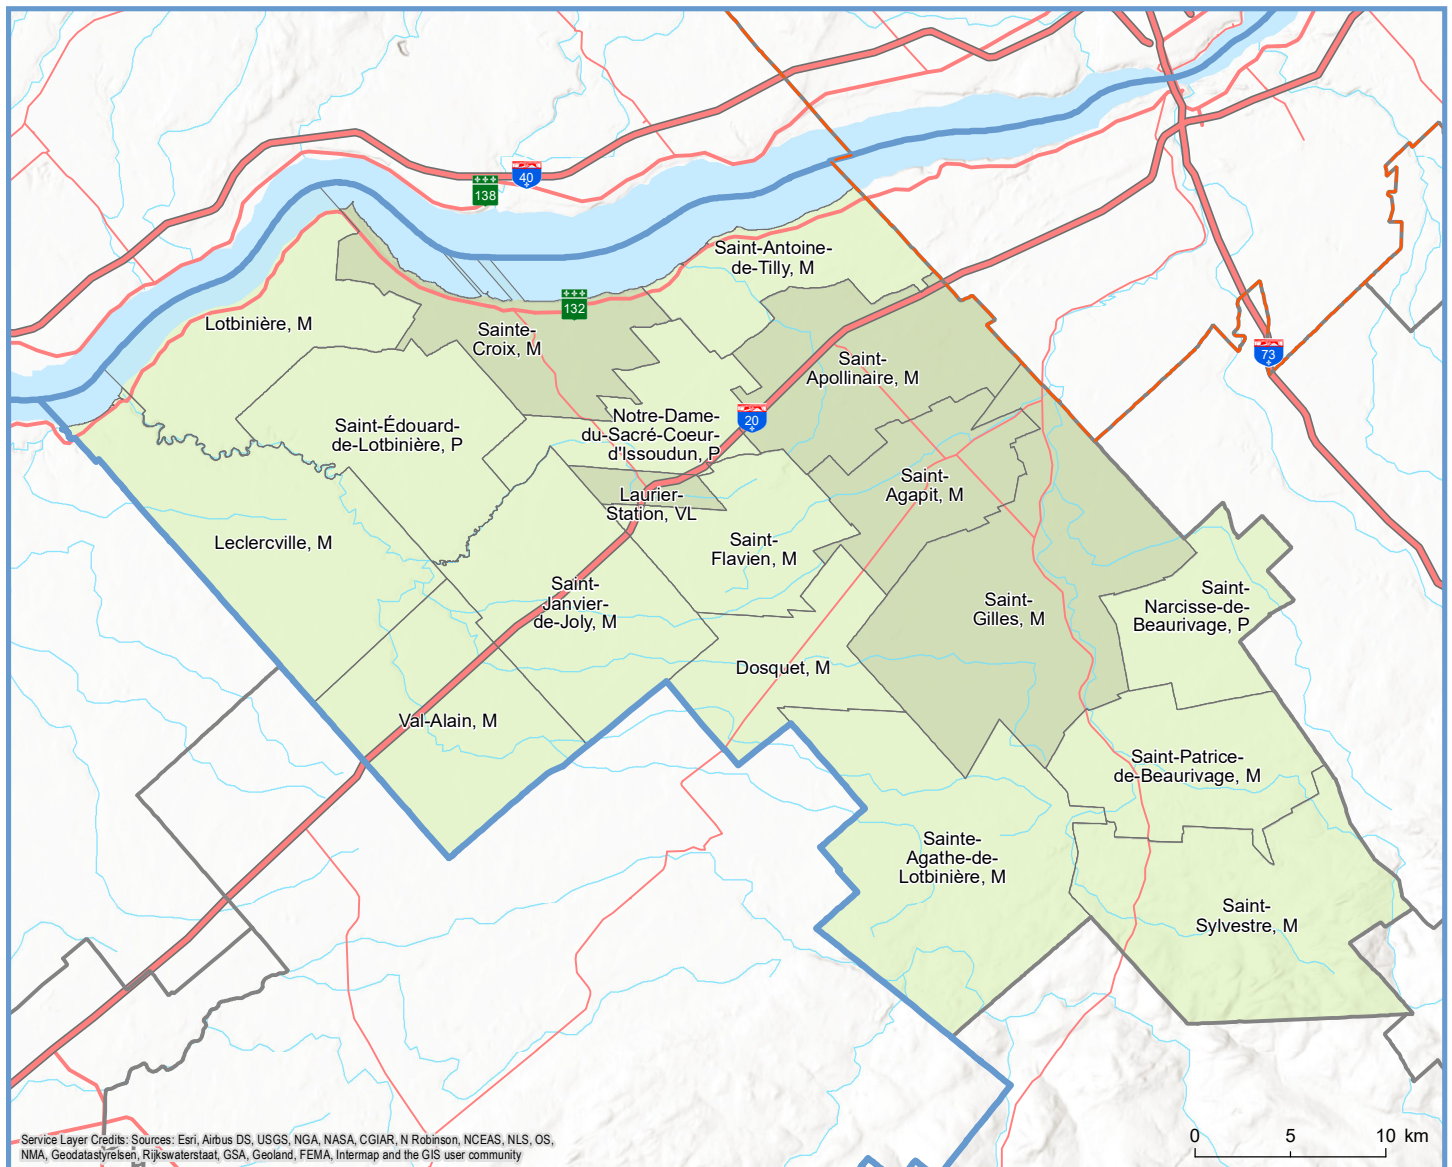 40
138
Saint-Antoine-
de-Tilly, M
132
Lotbinière, M
Sainte-
Croix, M
73
Saint-
Apollinaire, M
20
Notre-Dame-
du-Sacré-Coeur-
d'Issoudun, P
Saint-Édouard-
de-Lotbinière, P
Saint-
Agapit, M
Laurier-
Station, VL
Leclercville, M
Saint-
Flavien, M
Saint-
Janvier-
de-Joly, M
Saint-
Gilles, M
Saint-
Narcisse-de-
Beaurivage, P
Dosquet, M
Val-Alain, M
Saint-Patrice-
de-Beaurivage, M
Sainte-
Agathe-de-
Lotbinière, M
Saint-
Sylvestre, M
0 5 10 km
Service Layer Credits: Sources: Esri, Airbus DS, USGS, NGA, NASA, CGIAR, N Robinson, NCEAS, NLS, OS,
NMA, Geodatastyrelsen, Rijkswaterstaat, GSA, Geoland, FEMA, Intermap and the GIS user community